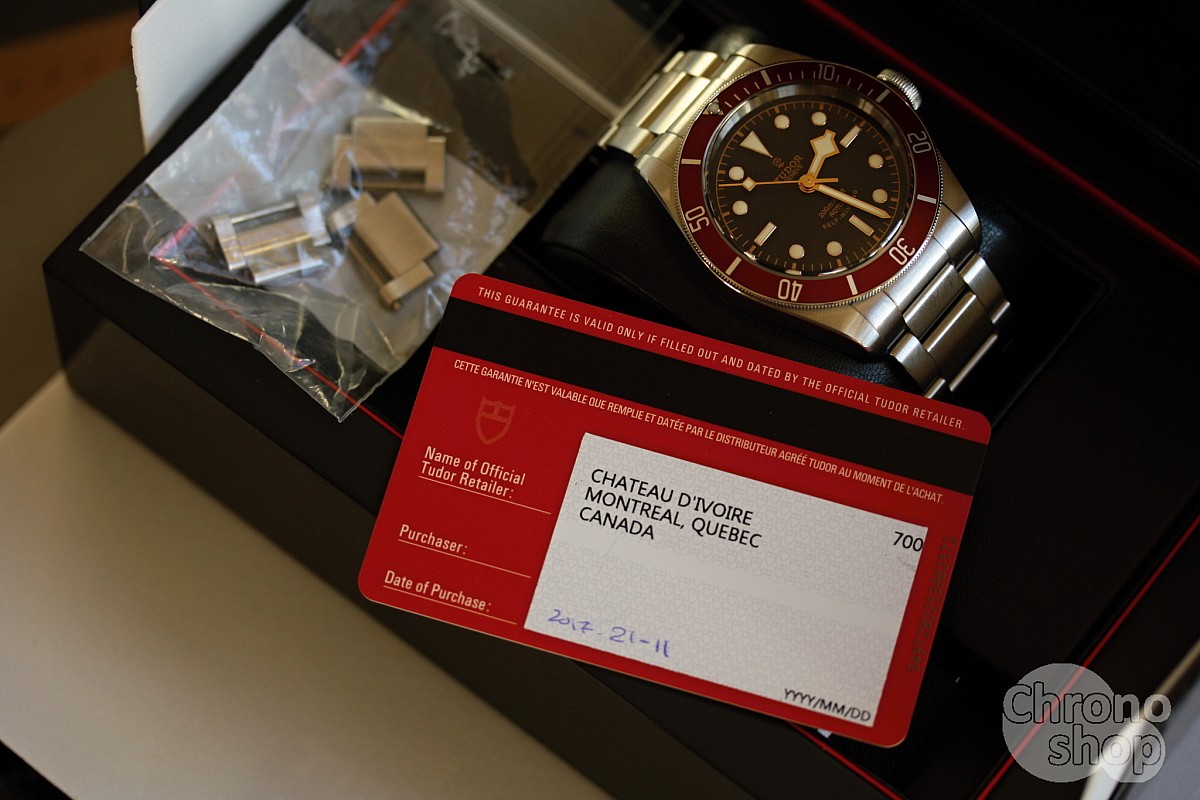 10
20
30
40
50
TUDOR
THIS GUARANTEE IS VALID ONLY IF FILLED OUT AND DATED BY THE OFFICIAL TUDOR RETAILER.
CETTE GARANTIE N'EST VALABLE QUE REMPLIE ET DATÉE PAR LE DISTRIBUTEUR AGRÉÉ TUDOR AU MOMENT DE L'ACHAT.
Name of Official
Tudor Retailer:
CHATEAU D'IVOIRE
MONTREAL, QUEBEC
CANADA
700
Purchaser:
Date of Purchase:
2017-21-11
YYYY/MM/DD
Chrono
shop